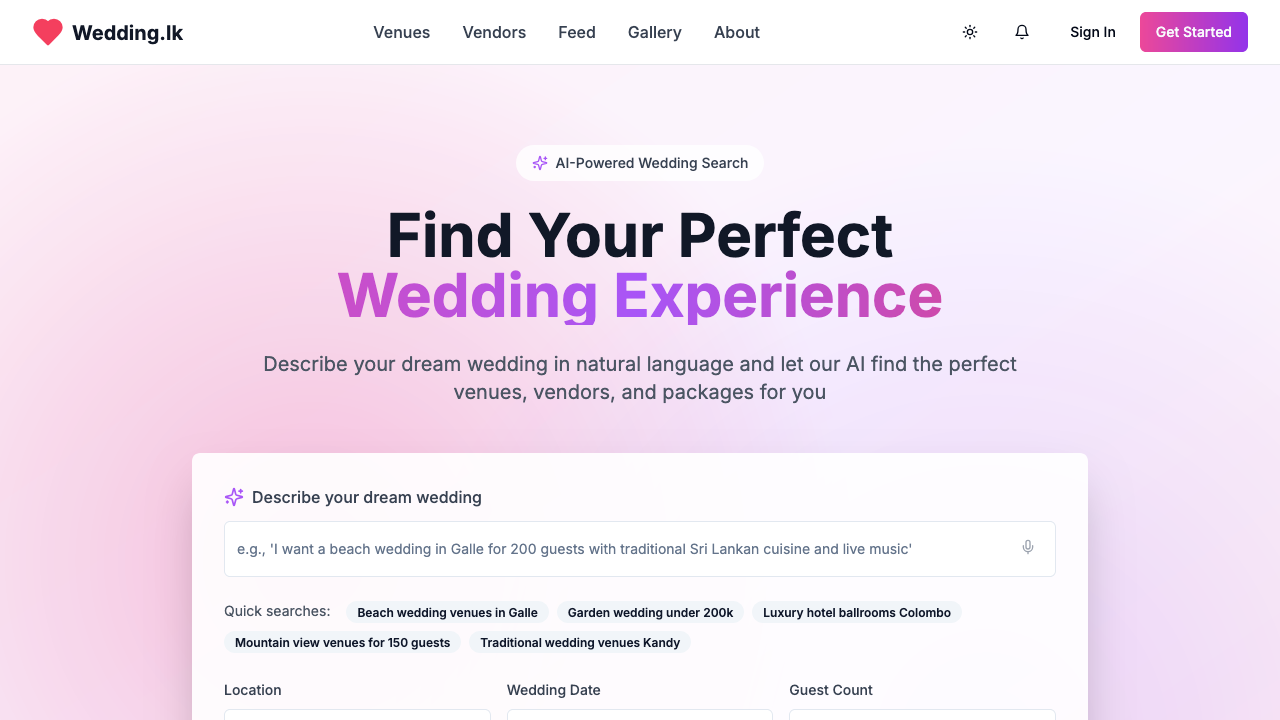 Wedding.lk
Venues
Vendors
Feed
Gallery
About
Sign In
Get Started
AI-Powered Wedding Search
Find Your Perfect
Wedding Experience
Describe your dream wedding in natural language and let our AI find the perfect
venues, vendors, and packages for you
Describe your dream wedding
e.g., 'I want a beach wedding in Galle for 200 guests with traditional Sri Lankan cuisine and live music'
Quick searches:
Beach wedding venues in Galle
Garden wedding under 200k
Luxury hotel ballrooms Colombo
Mountain view venues for 150 guests
Traditional wedding venues Kandy
Location
Wedding Date
Guest Count